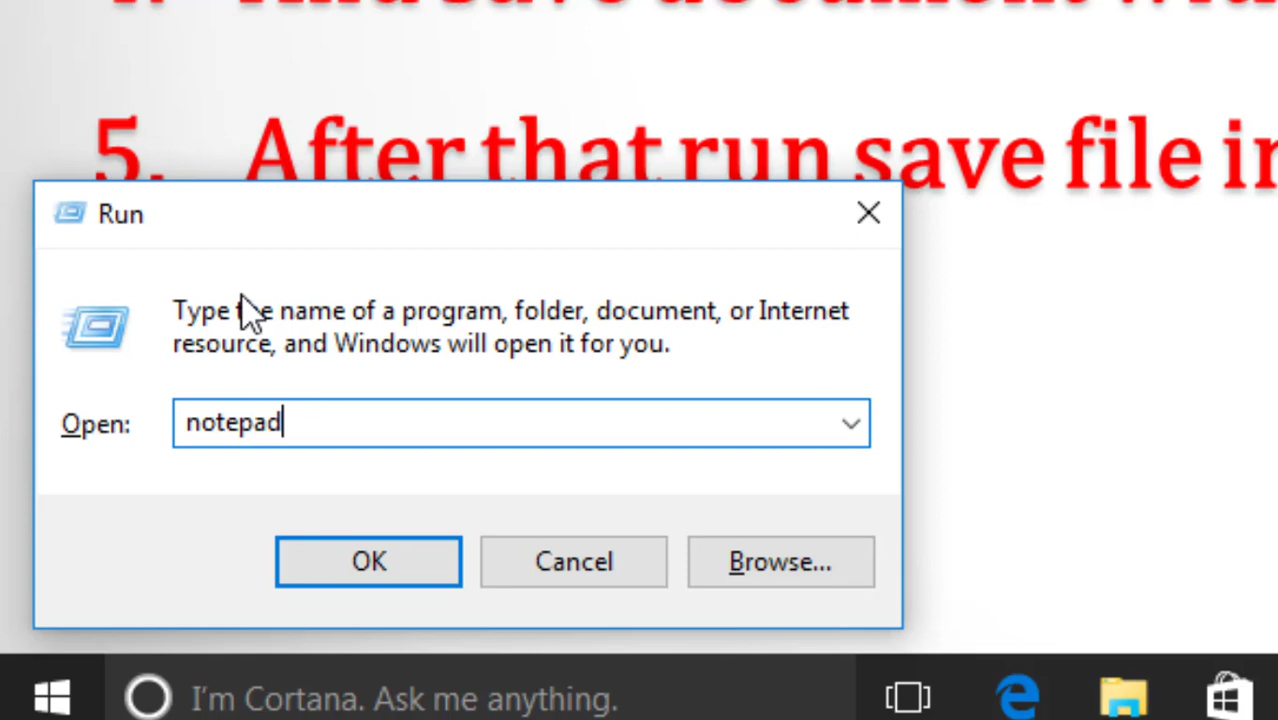 5. After that run save file in
Run
Type the name of a program, folder, document, or Internet
resource, and Windows will open it for you.
Open: notepad
OK Cancel Browse...
I'm Cortana. Ask me anything.